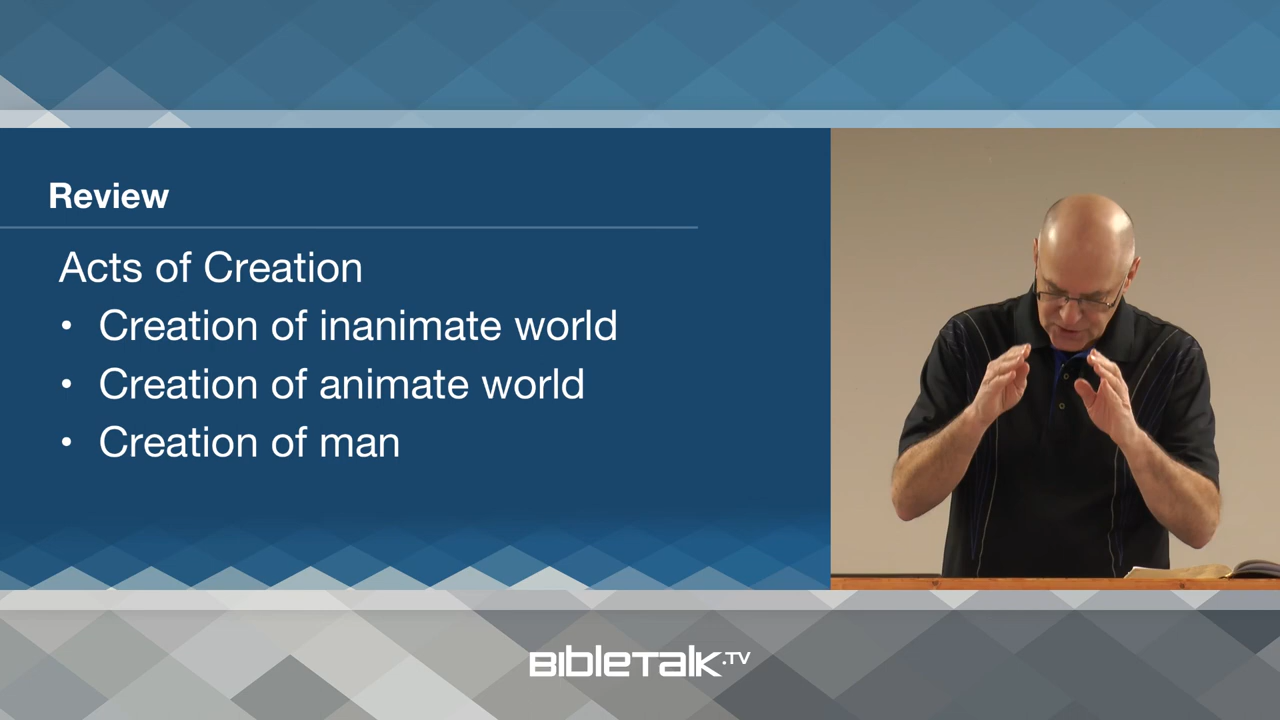 Review
Acts of Creation
• Creation of inanimate world
• Creation of animate world
• Creation of man
BIBLETALK.TV